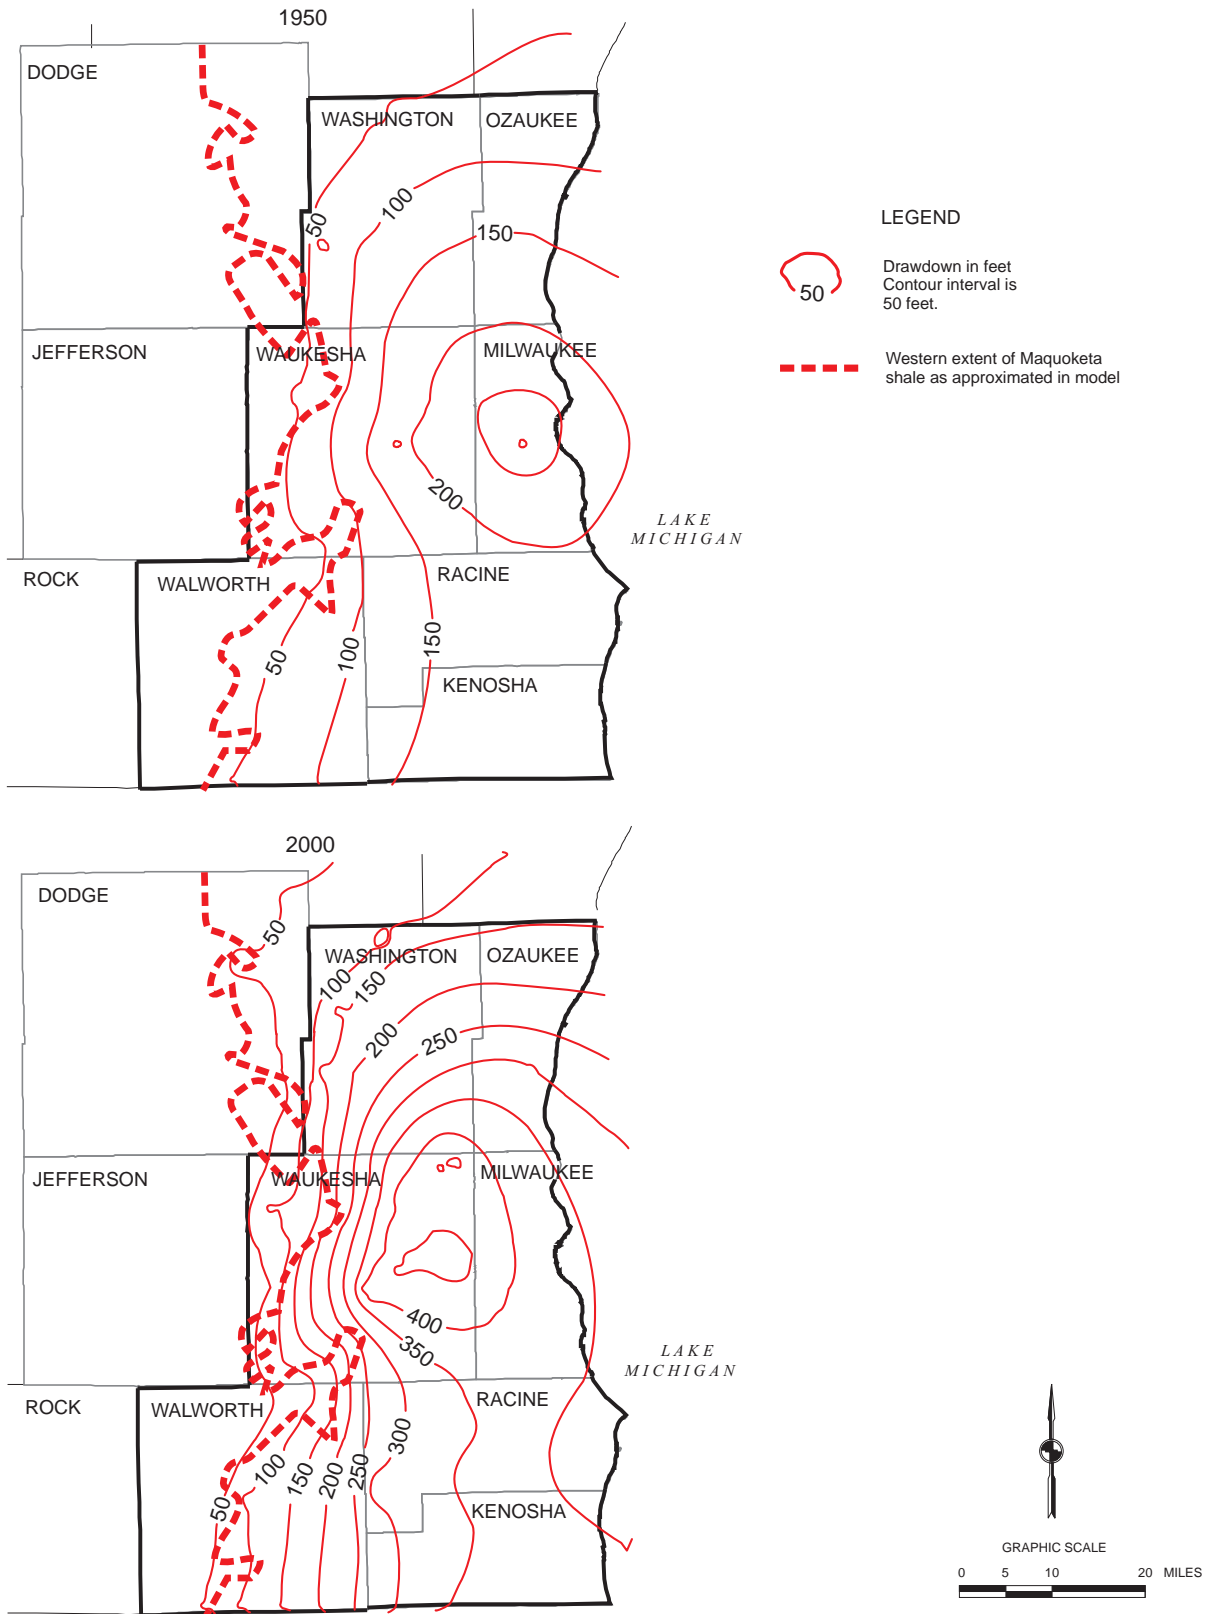 1950
DODGE
WASHINGTON
OZAUKEE
50
100
150
LEGEND
50
Drawdown in feet
Contour interval is
50 feet.
JEFFERSON
WAUKESHA
MILWAUKEE
Western extent of Maquoketa
shale as approximated in model
200
LAKE
MICHIGAN
ROCK
WALWORTH
RACINE
50
100
150
KENOSHA
2000
DODGE
50
WASHINGTON
OZAUKEE
100
150
200
250
JEFFERSON
WAUKESHA
MILWAUKEE
400
350
LAKE
MICHIGAN
ROCK
WALWORTH
RACINE
50
100
150
200
250
300
KENOSHA
GRAPHIC SCALE
0 5 10 20 MILES